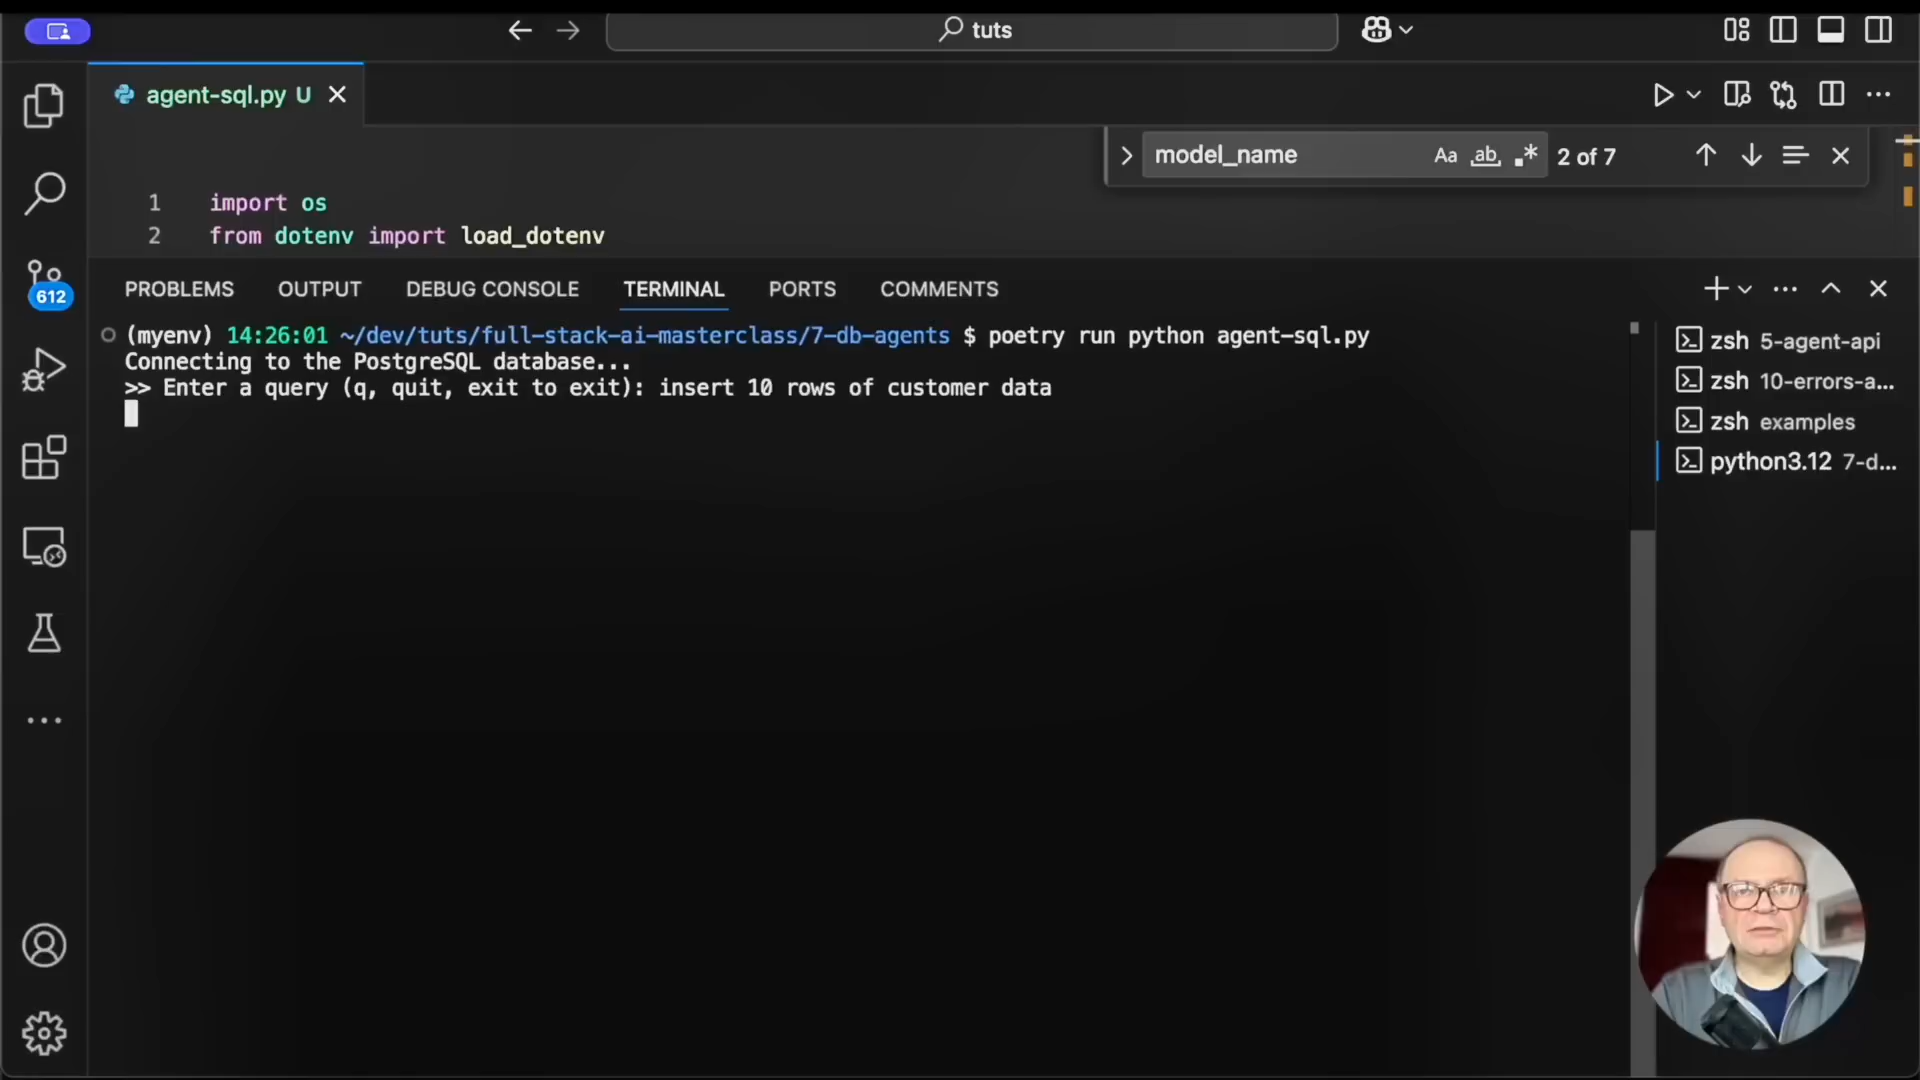 tuts
agent-sql.py U
model_name
Aa ab .* 2 of 7
1 import os
2 from dotenv import load_dotenv
612
PROBLEMS OUTPUT DEBUG CONSOLE TERMINAL PORTS COMMENTS
(myenv) 14:26:01 ~/dev/tuts/full-stack-ai-masterclass/7-db-agents $ poetry run python agent-sql.py
Connecting to the PostgreSQL database...
>> Enter a query (q, quit, exit to exit): insert 10 rows of customer data
zsh 5-agent-api
zsh 10-errors-a...
zsh examples
python3.12 7-d...